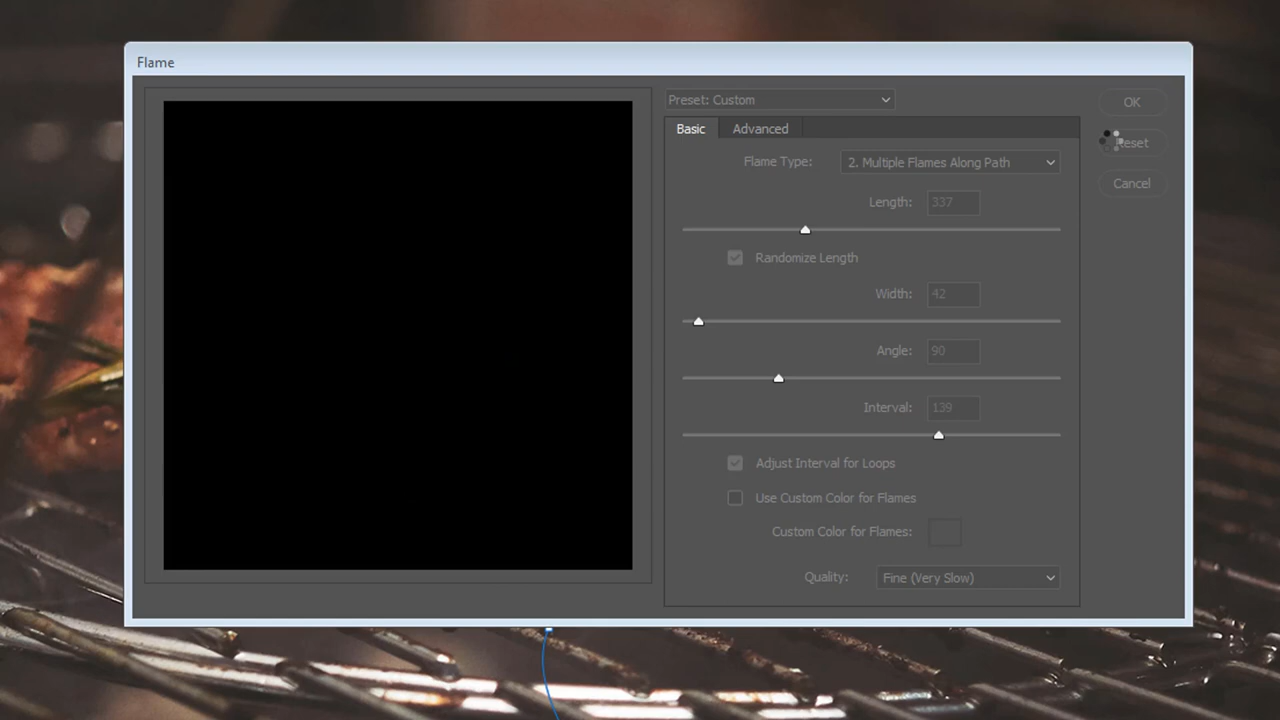 Flame
Preset: Custom
OK
Basic Advanced
Reset
Flame Type: 2. Multiple Flames Along Path
Cancel
Length: 337
Randomize Length
Width: 42
Angle: 90
Interval: 139
Adjust Interval for Loops
Use Custom Color for Flames
Custom Color for Flames:
Quality: Fine (Very Slow)